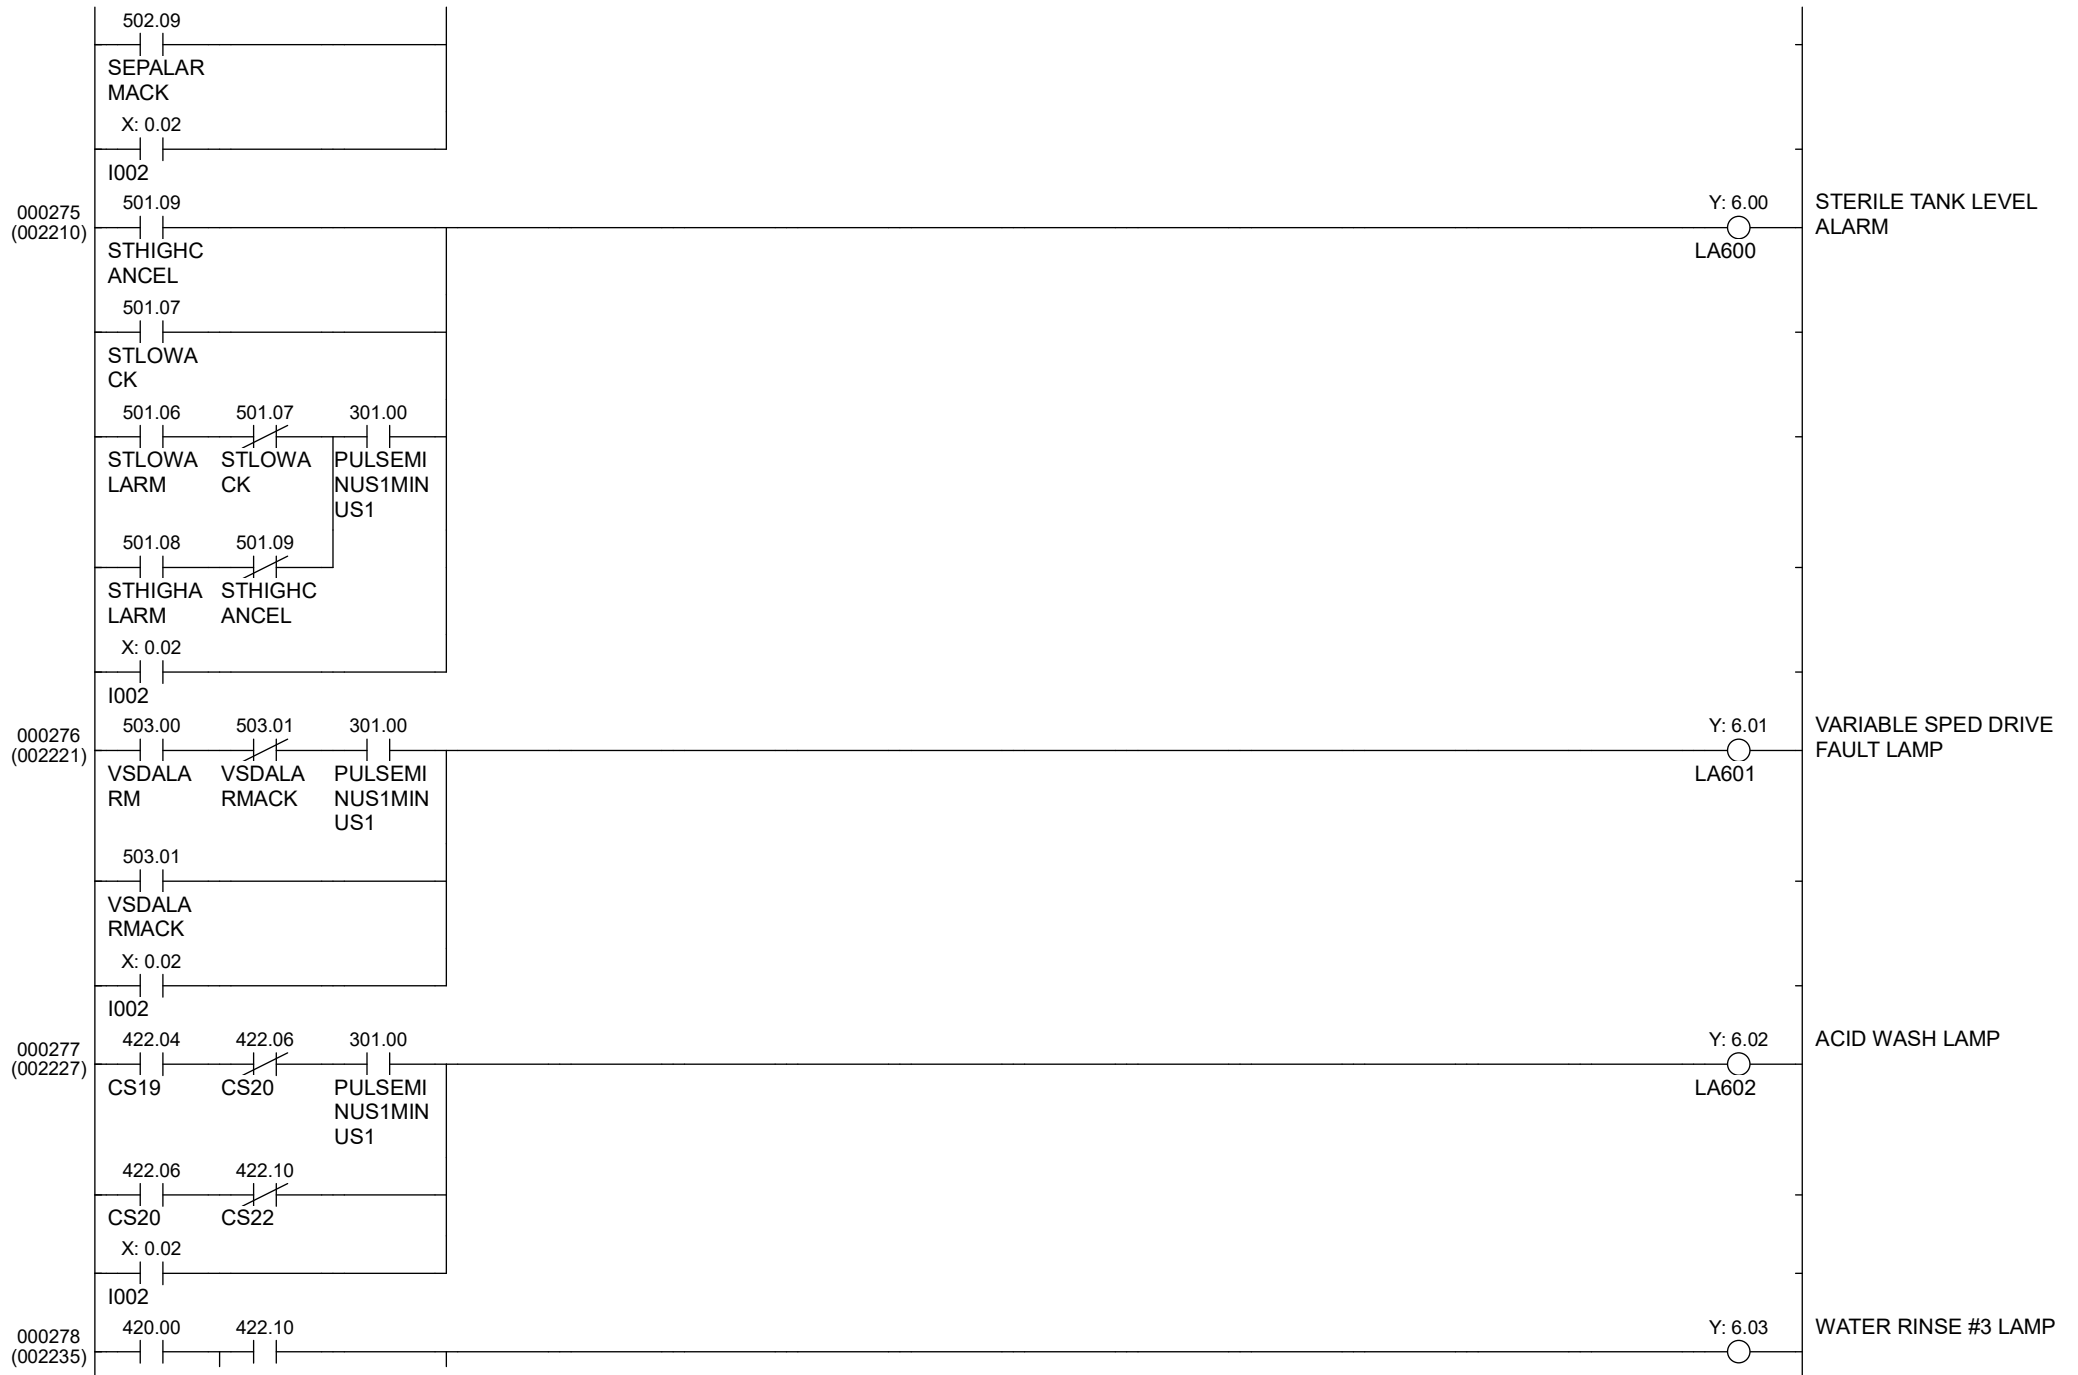 502.09
SEPALAR
MACK
X: 0.02
I002
000275
(002210)
501.09
Y: 6.00
STERILE TANK LEVEL
ALARM
STHIGHC
ANCEL
LA600
501.07
STLOWA
CK
501.06 501.07 301.00
STLOWA STLOWA PULSEMI
LARM CK NUS1MIN
US1
501.08 501.09
STHIGHA STHIGHC
LARM ANCEL
X: 0.02
I002
000276
(002221)
503.00 503.01 301.00
Y: 6.01
VARIABLE SPED DRIVE
FAULT LAMP
VSDALA VSDALA PULSEMI
RM RMACK NUS1MIN
US1
LA601
503.01
VSDALA
RMACK
X: 0.02
I002
000277
(002227)
422.04 422.06 301.00
Y: 6.02
ACID WASH LAMP
CS19 CS20 PULSEMI
NUS1MIN
US1
LA602
422.06 422.10
CS20 CS22
X: 0.02
I002
000278
(002235)
420.00 422.10
Y: 6.03
WATER RINSE #3 LAMP